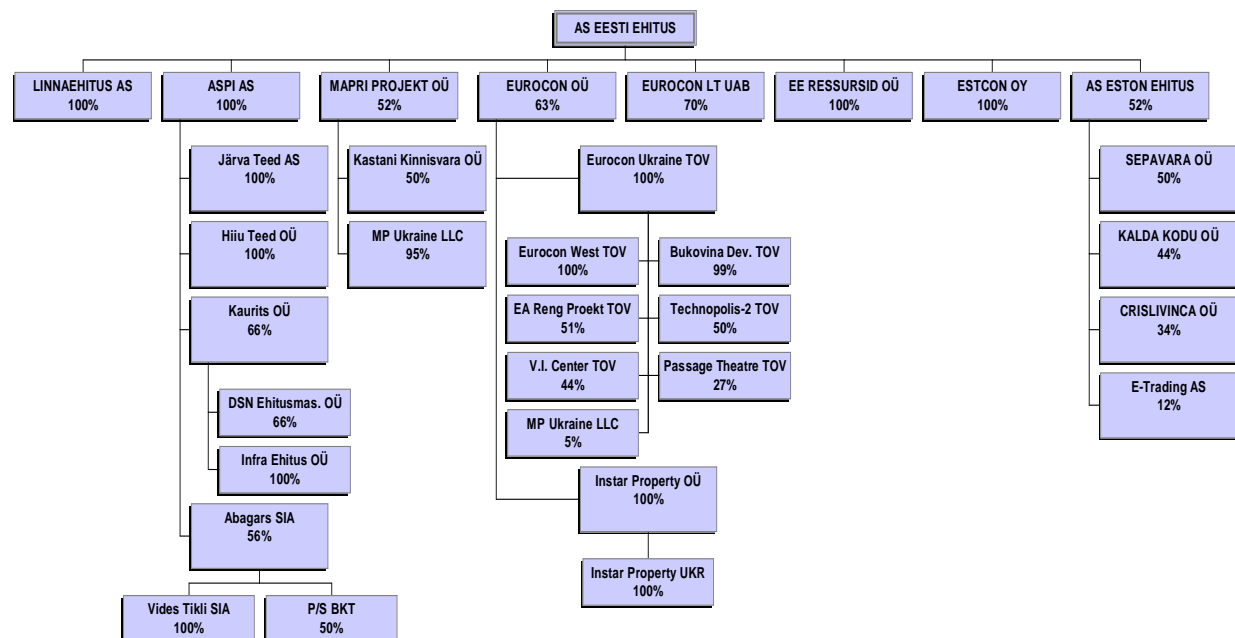 AS EESTI EHITUS
LINNAEHITUS AS
100%
ASPI AS
100%
MAPRI PROJEKT OÜ
52%
EUROCON OÜ
63%
EUROCON LT UAB
70%
EE RESSURSID OÜ
100%
ESTCON OY
100%
AS ESTON EHITUS
52%
Järva Teed AS
100%
Hiiu Teed OÜ
100%
Kaurits OÜ
66%
DSN Ehitusmas. OÜ
66%
Infra Ehitus OÜ
100%
Abagars SIA
56%
Vides Tikli SIA
100%
P/S BKT
50%
Kastani Kinnisvara OÜ
50%
MP Ukraine LLC
95%
Eurocon Ukraine TOV
100%
Eurocon West TOV
100%
Bukovina Dev. TOV
99%
EA Reng Proekt TOV
51%
Technopolis-2 TOV
50%
V.I. Center TOV
44%
Passage Theatre TOV
27%
MP Ukraine LLC
5%
Instar Property OÜ
100%
Instar Property UKR
100%
SEPAVARA OÜ
50%
KALDA KODU OÜ
44%
CRISLIVINCA OÜ
34%
E-Trading AS
12%